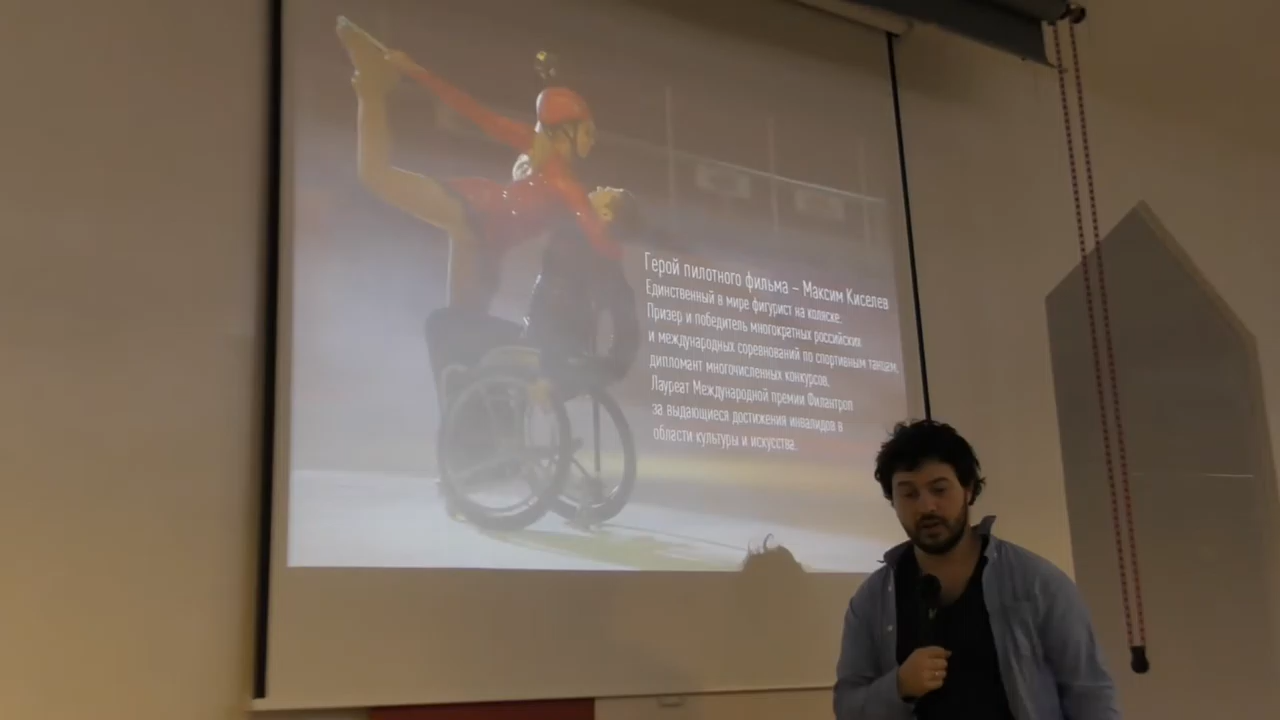 Герой пилотного фильма – Максим Киселев
Единственный в мире фигурист на коляске.
Призер и победитель многократных российских
и международных соревнований по спортивным танцам,
дипломант многочисленных конкурсов,
Лауреат Международной премии Филантроп
за выдающиеся достижения инвалидов в
области культуры и искусства.